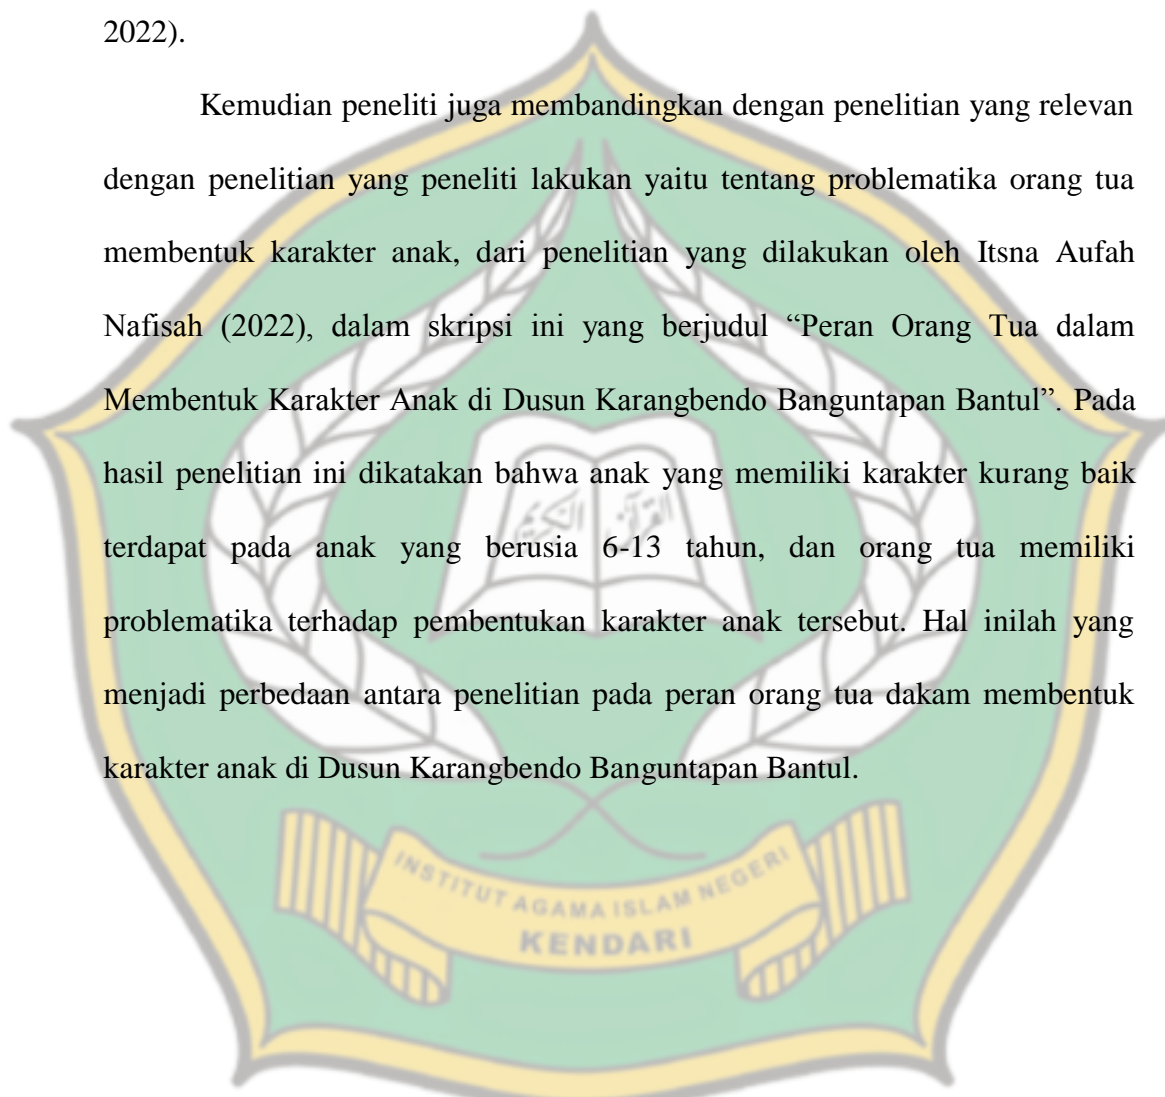 2022).
Kemudian peneliti juga membandingkan dengan penelitian yang relevan
dengan penelitian yang peneliti lakukan yaitu tentang problematika orang tua
membentuk karakter anak, dari penelitian yang dilakukan oleh Itsna Aufah
Nafisah (2022), dalam skripsi ini yang berjudul “Peran Orang Tua dalam
Membentuk Karakter Anak di Dusun Karangbendo Banguntapan Bantul”. Pada
hasil penelitian ini dikatakan bahwa anak yang memiliki karakter kurang baik
terdapat pada anak yang berusia 6-13 tahun, dan orang tua memiliki
problematika terhadap pembentukan karakter anak tersebut. Hal inilah yang
menjadi perbedaan antara penelitian pada peran orang tua dakam membentuk
karakter anak di Dusun Karangbendo Banguntapan Bantul.
القرآن الكريم
INSTITUT AGAMA ISLAM NEGERI
KENDARI